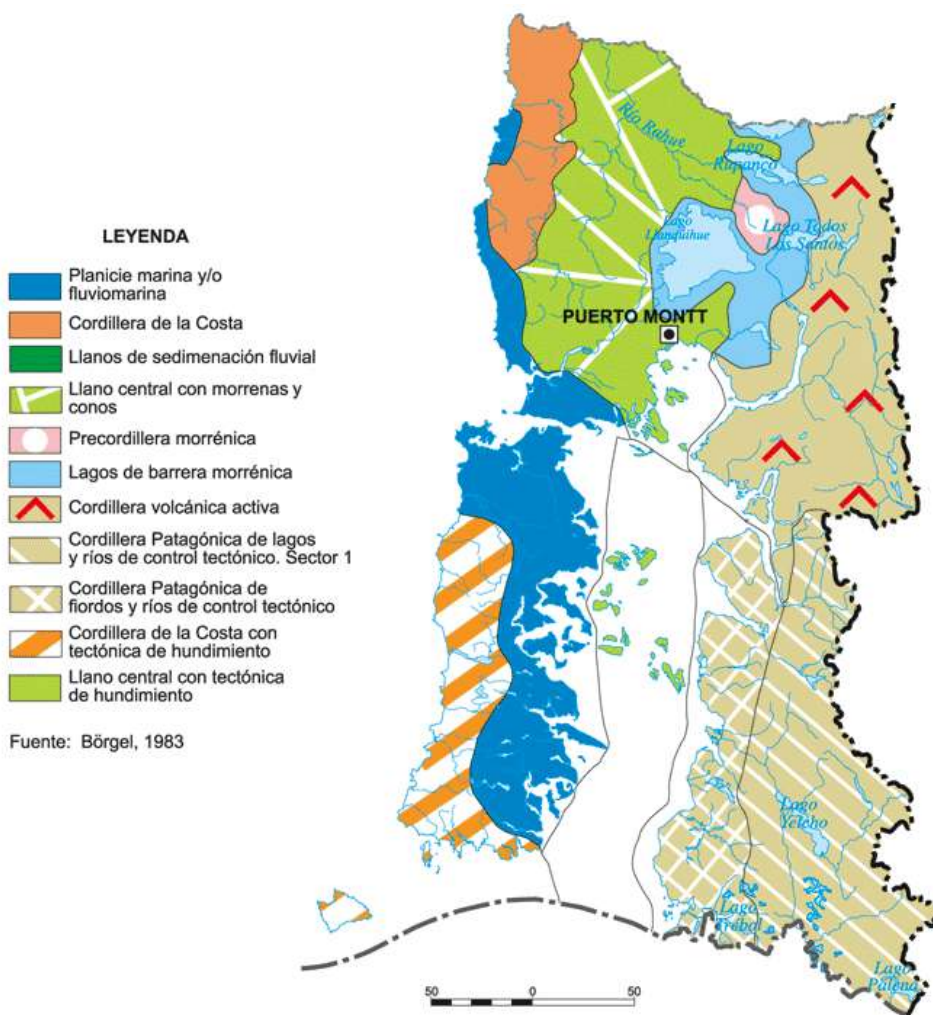 LEYENDA
Planicie marina y/o
fluviomarina
Cordillera de la Costa
Llanos de sedimenación fluvial
Llano central con morrenas y
conos
Precordillera morrénica
Lagos de barrera morrénica
Cordillera volcánica activa
Cordillera Patagónica de lagos
y ríos de control tectónico. Sector 1
Cordillera Patagónica de
fiordos y ríos de control tectónico
Cordillera de la Costa con
tectónica de hundimiento
Llano central con tectónica
de hundimiento
Fuente: Börgel, 1983
Río Rahue
Lago
Rupanco
Lago
Llanquihue
Lago Todos
Los Santos
PUERTO MONTT
Lago
Yelcho
Lago
Trébol
Lago
Palena
50 0 50